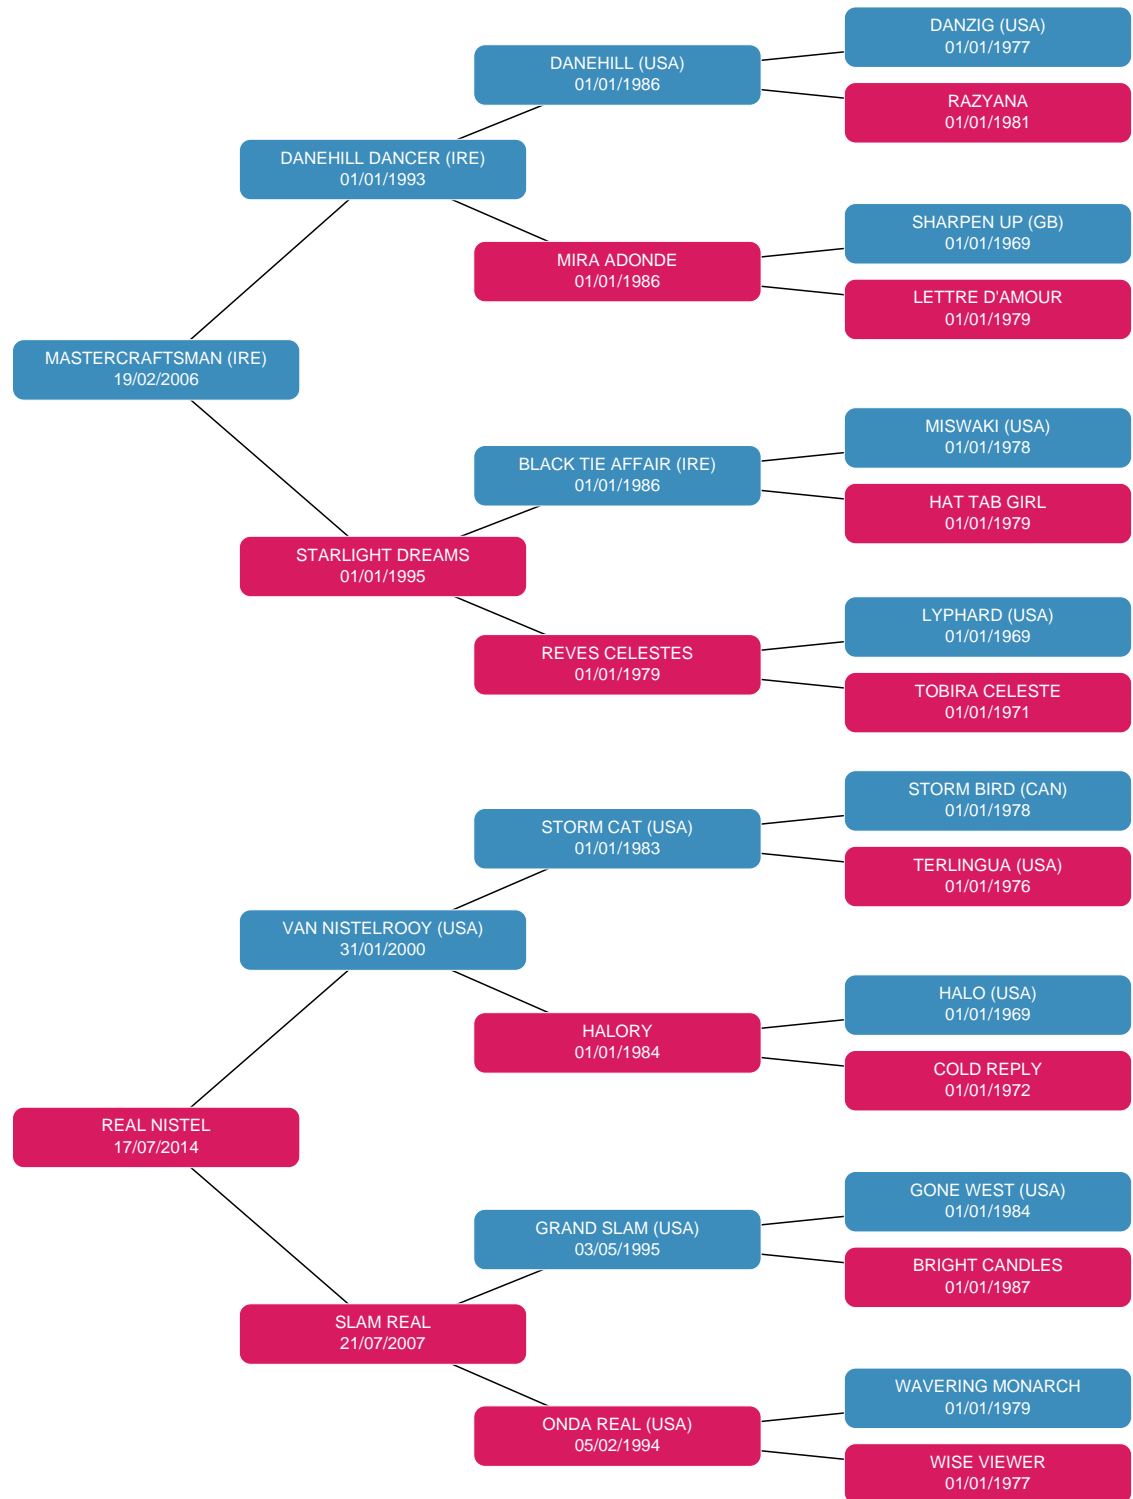 DANZIG (USA)
01/01/1977
DANEHILL (USA)
01/01/1986
RAZYANA
01/01/1981
DANEHILL DANCER (IRE)
01/01/1993
SHARPEN UP (GB)
01/01/1969
MIRA ADONDE
01/01/1986
LETTRE D'AMOUR
01/01/1979
MASTERCRAFTSMAN (IRE)
19/02/2006
MISWAKI (USA)
01/01/1978
BLACK TIE AFFAIR (IRE)
01/01/1986
HAT TAB GIRL
01/01/1979
STARLIGHT DREAMS
01/01/1995
LYPHARD (USA)
01/01/1969
REVES CELESTES
01/01/1979
TOBIRA CELESTE
01/01/1971
STORM BIRD (CAN)
01/01/1978
STORM CAT (USA)
01/01/1983
TERLINGUA (USA)
01/01/1976
VAN NISTELROOY (USA)
31/01/2000
HALO (USA)
01/01/1969
HALORY
01/01/1984
COLD REPLY
01/01/1972
REAL NISTEL
17/07/2014
GONE WEST (USA)
01/01/1984
GRAND SLAM (USA)
03/05/1995
BRIGHT CANDLES
01/01/1987
SLAM REAL
21/07/2007
WAVERING MONARCH
01/01/1979
ONDA REAL (USA)
05/02/1994
WISE VIEWER
01/01/1977